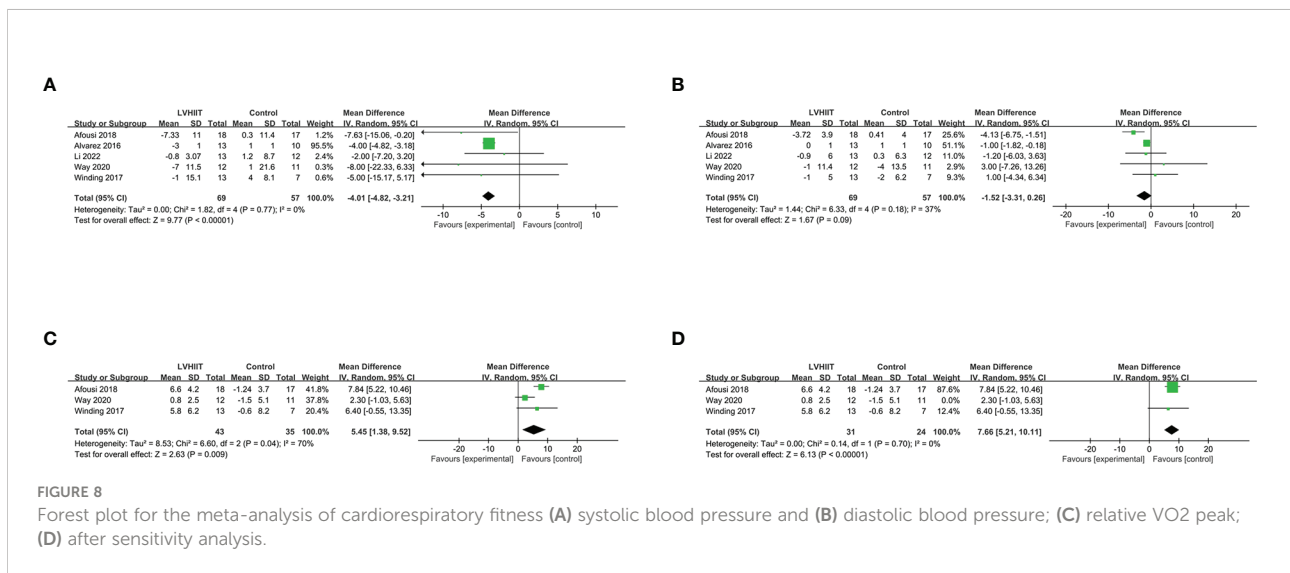 A
LVHIIT Control Mean Difference Mean Difference
Study or Subgroup Mean SD Total Mean SD Total Weight IV, Random, 95% CI IV, Random, 95% CI
Afousi 2018 -7.33 11 18 0.3 11.4 17 1.2% -7.63 [-15.06, -0.20]
Alvarez 2016 -3 1 13 1 1 10 95.5% -4.00 [-4.82, -3.18]
Li 2022 -0.8 3.07 13 1.2 8.7 12 2.4% -2.00 [-7.20, 3.20]
Way 2020 -7 11.5 12 1 21.6 11 0.3% -8.00 [-22.33, 6.33]
Winding 2017 -1 15.1 13 4 8.1 7 0.6% -5.00 [-15.17, 5.17]
Total (95% CI) 69 57 100.0% -4.01 [-4.82, -3.21]
Heterogeneity: Tau² = 0.00; Chi² = 1.82, df = 4 (P = 0.77); I² = 0%
Test for overall effect: Z = 9.77 (P < 0.00001)
-10 -5 0 5 10
Favours [experimental] Favours [control]
B
LVHIIT Control Mean Difference Mean Difference
Study or Subgroup Mean SD Total Mean SD Total Weight IV, Random, 95% CI IV, Random, 95% CI
Afousi 2018 -3.72 3.9 18 0.41 4 17 25.6% -4.13 [-6.75, -1.51]
Alvarez 2016 0 1 13 1 1 10 51.1% -1.00 [-1.82, -0.18]
Li 2022 -0.9 6 13 0.3 6.3 12 11.2% -1.20 [-6.03, 3.63]
Way 2020 -1 11.4 12 -4 13.5 11 2.9% 3.00 [-7.26, 13.26]
Winding 2017 -1 5 13 -2 6.2 7 9.3% 1.00 [-4.34, 6.34]
Total (95% CI) 69 57 100.0% -1.52 [-3.31, 0.26]
Heterogeneity: Tau² = 1.44; Chi² = 6.33, df = 4 (P = 0.18); I² = 37%
Test for overall effect: Z = 1.67 (P = 0.09)
-20 -10 0 10 20
Favours [experimental] Favours [control]
C
LVHIIT Control Mean Difference Mean Difference
Study or Subgroup Mean SD Total Mean SD Total Weight IV, Random, 95% CI IV, Random, 95% CI
Afousi 2018 6.6 4.2 18 -1.24 3.7 17 41.8% 7.84 [5.22, 10.46]
Way 2020 0.8 2.5 12 -1.5 5.1 11 37.8% 2.30 [-1.03, 5.63]
Winding 2017 5.8 6.2 13 -0.6 8.2 7 20.4% 6.40 [-0.55, 13.35]
Total (95% CI) 43 35 100.0% 5.45 [1.38, 9.52]
Heterogeneity: Tau² = 8.53; Chi² = 6.60, df = 2 (P = 0.04); I² = 70%
Test for overall effect: Z = 2.63 (P = 0.009)
-20 -10 0 10 20
Favours [experimental] Favours [control]
D
LVHIIT Control Mean Difference Mean Difference
Study or Subgroup Mean SD Total Mean SD Total Weight IV, Random, 95% CI IV, Random, 95% CI
Afousi 2018 6.6 4.2 18 -1.24 3.7 17 87.6% 7.84 [5.22, 10.46]
Way 2020 0.8 2.5 12 -1.5 5.1 11 0.0% 2.30 [-1.03, 5.63]
Winding 2017 5.8 6.2 13 -0.6 8.2 7 12.4% 6.40 [-0.55, 13.35]
Total (95% CI) 31 24 100.0% 7.66 [5.21, 10.11]
Heterogeneity: Tau² = 0.00; Chi² = 0.14, df = 1 (P = 0.70); I² = 0%
Test for overall effect: Z = 6.13 (P < 0.00001)
-20 -10 0 10 20
Favours [experimental] Favours [control]
FIGURE 8
Forest plot for the meta-analysis of cardiorespiratory fitness (A) systolic blood pressure and (B) diastolic blood pressure; (C) relative VO2 peak;
(D) after sensitivity analysis.